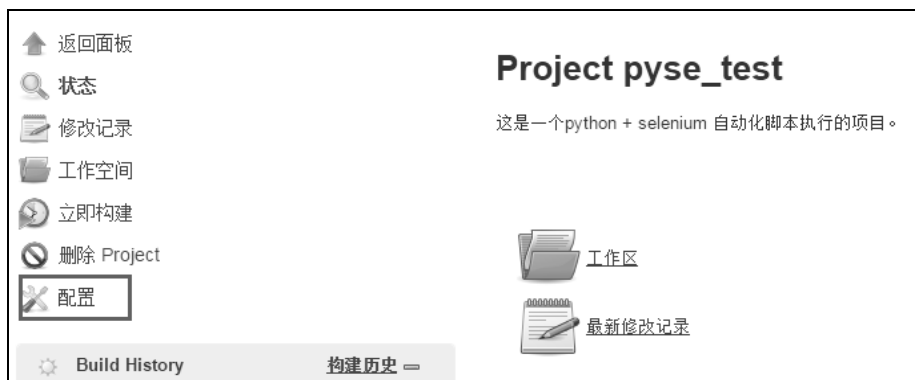 返回面板
状态
修改记录
工作空间
立即构建
删除 Project
配置
Build History 构建历史
Project pyse_test
这是一个python + selenium 自动化脚本执行的项目。
工作区
最新修改记录